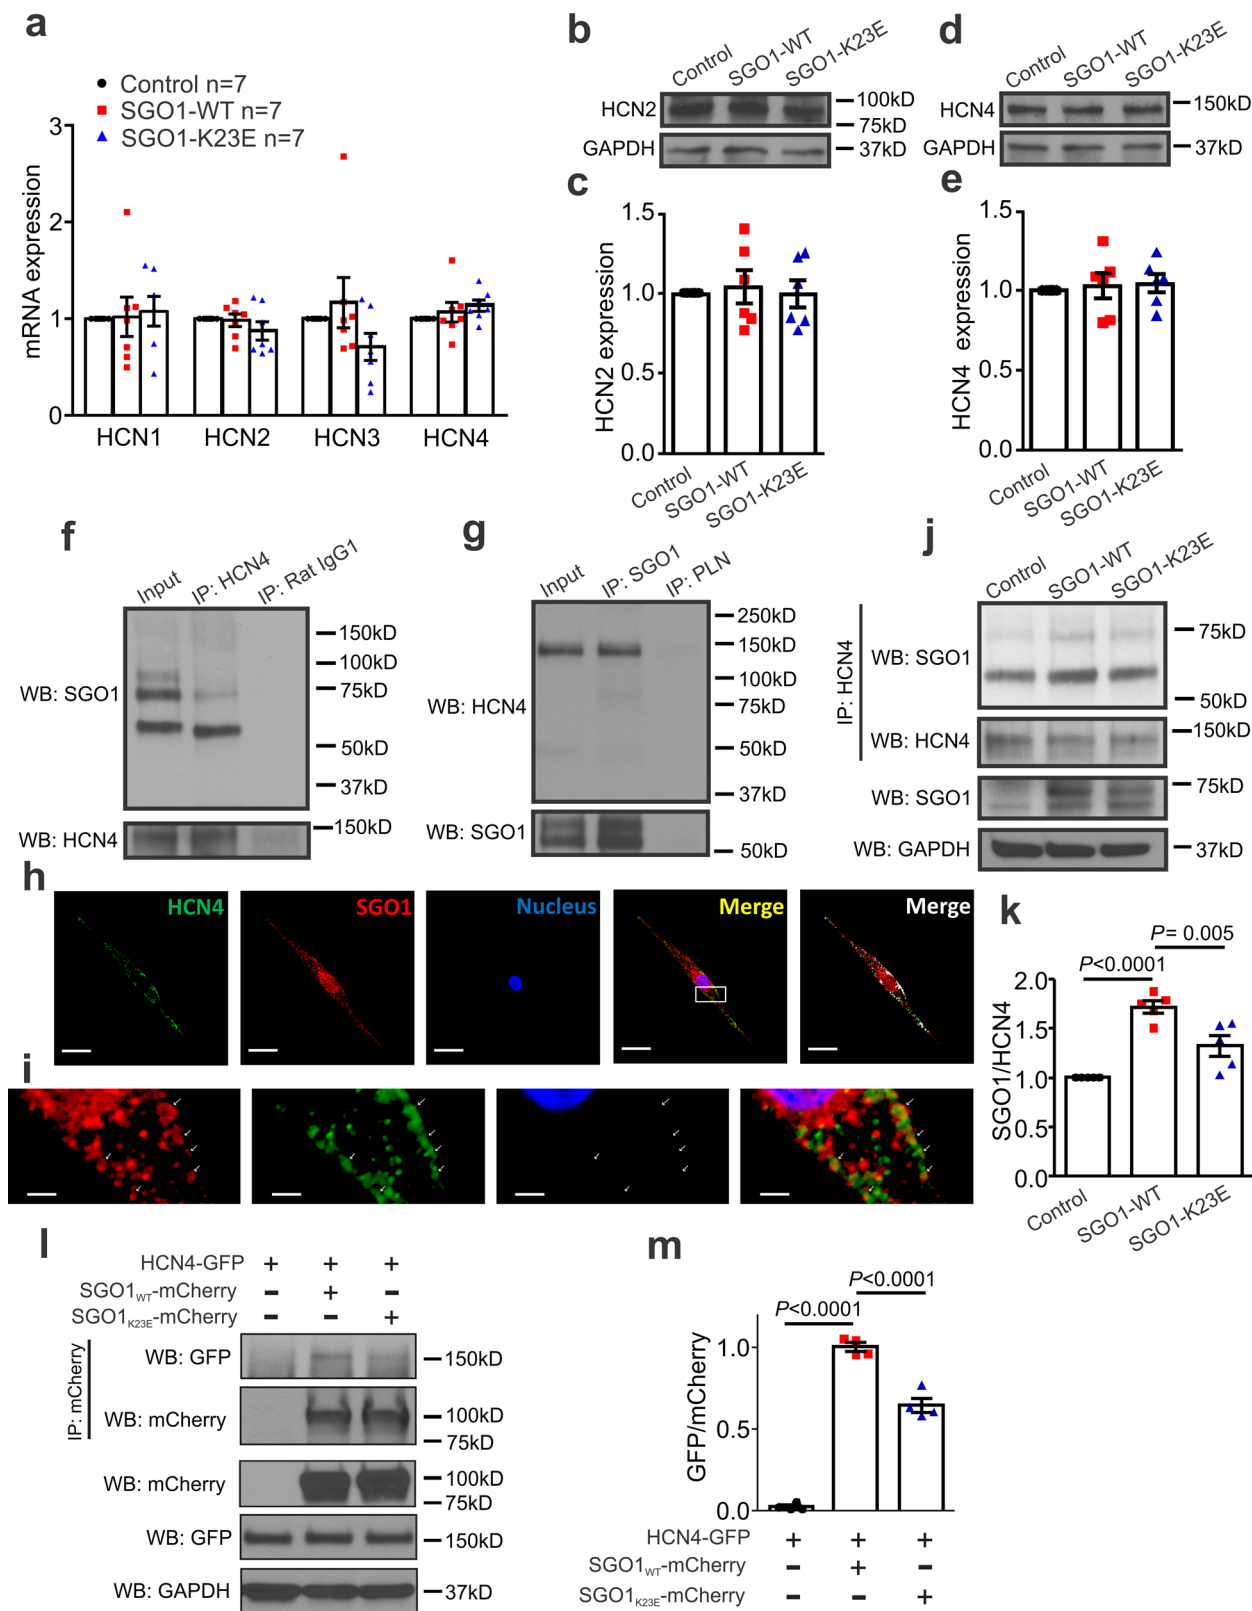 a
Control n=7
SGO1-WT n=7
SGO1-K23E n=7
mRNA expression
3
2
1
0
HCN1 HCN2 HCN3 HCN4
b
Control SGO1-WT SGO1-K23E
HCN2
100kD
75kD
GAPDH
37kD
c
HCN2 expression
1.5
1.0
0.5
0.0
Control SGO1-WT SGO1-K23E
d
Control SGO1-WT SGO1-K23E
HCN4
150kD
GAPDH
37kD
e
HCN4 expression
1.5
1.0
0.5
0.0
Control SGO1-WT SGO1-K23E
f
Input IP: HCN4 IP: Rat IgG1
WB: SGO1
150kD
100kD
75kD
50kD
37kD
WB: HCN4
150kD
g
Input IP: SGO1 IP: PLN
WB: HCN4
250kD
150kD
100kD
75kD
50kD
37kD
WB: SGO1
50kD
j
Control SGO1-WT SGO1-K23E
IP: HCN4
WB: SGO1
75kD
50kD
WB: HCN4
150kD
WB: SGO1
75kD
WB: GAPDH
37kD
h
HCN4 SGO1 Nucleus Merge Merge
i
k
P<0.0001
P= 0.005
SGO1/HCN4
2.0
1.5
1.0
0.5
0.0
Control SGO1-WT SGO1-K23E
l
HCN4-GFP + + +
SGO1WT-mCherry - + -
SGO1K23E-mCherry - - +
IP: mCherry
WB: GFP
150kD
WB: mCherry
100kD
75kD
WB: mCherry
100kD
75kD
WB: GFP
150kD
WB: GAPDH
37kD
m
P<0.0001
P<0.0001
GFP/mCherry
1.0
0.5
0.0
HCN4-GFP + + +
SGO1WT-mCherry - + -
SGO1K23E-mCherry - - +